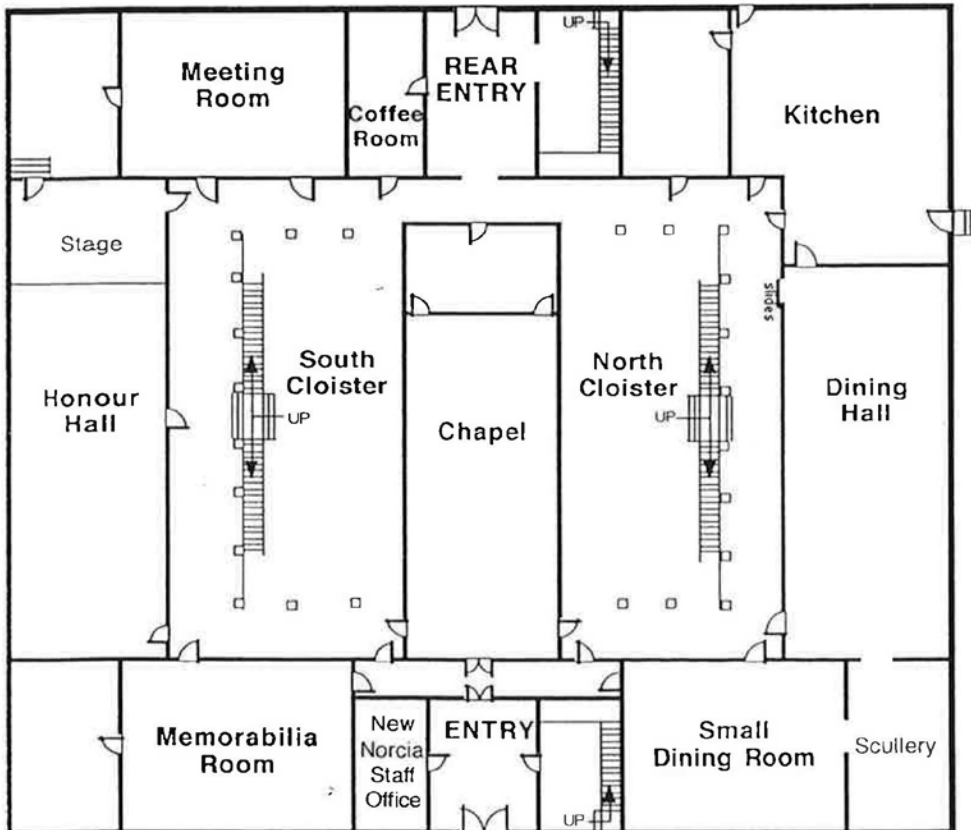 UP
Meeting
Room
REAR
ENTRY
Coffee
Room
Kitchen
Stage
slides
South
Cloister
North
Cloister
Honour
Hall
Dining
Hall
UP
UP
Chapel
Memorabilia
Room
New
Norcia
Staff
Office
ENTRY
Small
Dining Room
Scullery
UP